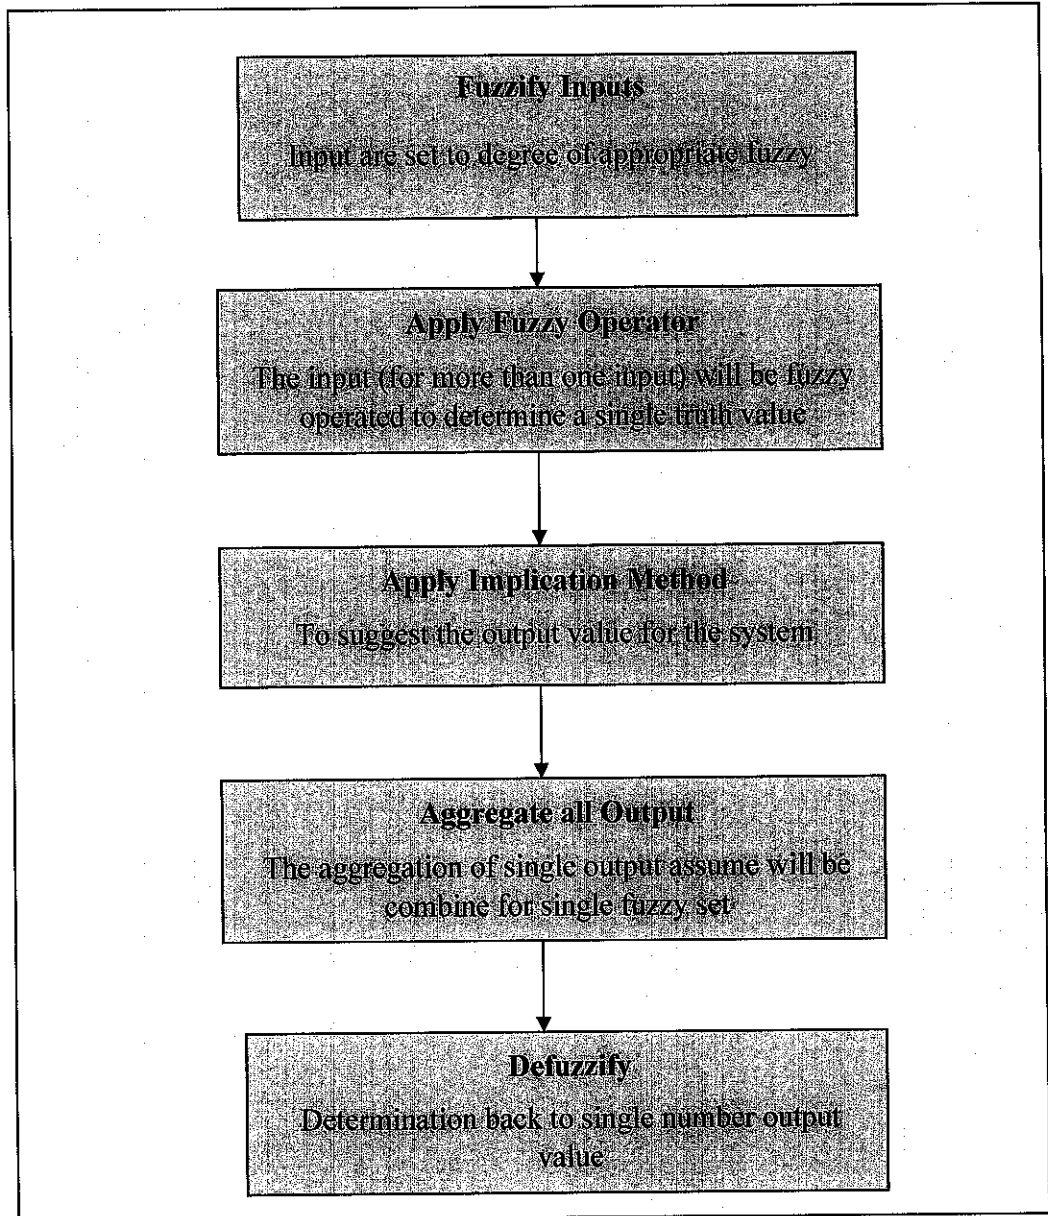 Fuzzify Inputs
Input are set to degree of appropriate fuzzy
Apply Fuzzy Operator
The input (for more than one input) will be fuzzy
operated to determine a single truth value
Apply Implication Method
To suggest the output value for the system
Aggregate all Output
The aggregation of single output assume will be
combine for single fuzzy set
Defuzzify
Determination back to single number output
value